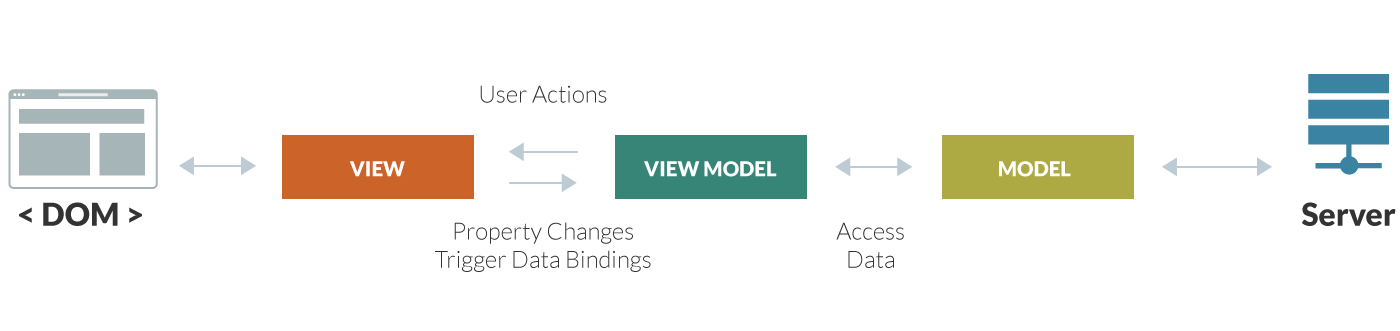 User Actions
VIEW
VIEW MODEL
MODEL
< DOM >
Server
Property Changes
Trigger Data Bindings
Access
Data